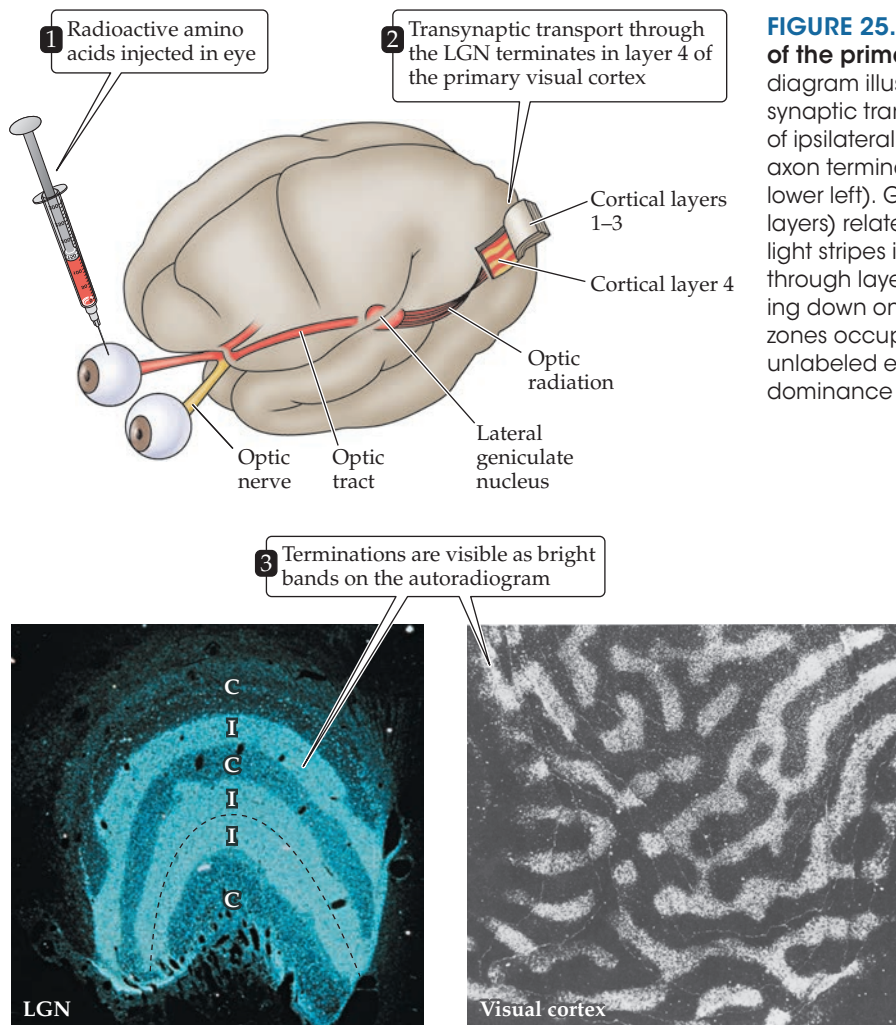 1 Radioactive amino
acids injected in eye
2 Transynaptic transport through
the LGN terminates in layer 4 of
the primary visual cortex
FIGURE 25.
of the prima
diagram illus
synaptic tran
of ipsilateral
axon termina
lower left). G
layers) relate
light stripes i
through laye
ing down on
zones occup
unlabeled e
dominance
Cortical layers
1–3
Cortical layer 4
Optic
radiation
Lateral
geniculate
nucleus
Optic
nerve
Optic
tract
3 Terminations are visible as bright
bands on the autoradiogram
C
I
C
I
I
C
LGN
Visual cortex